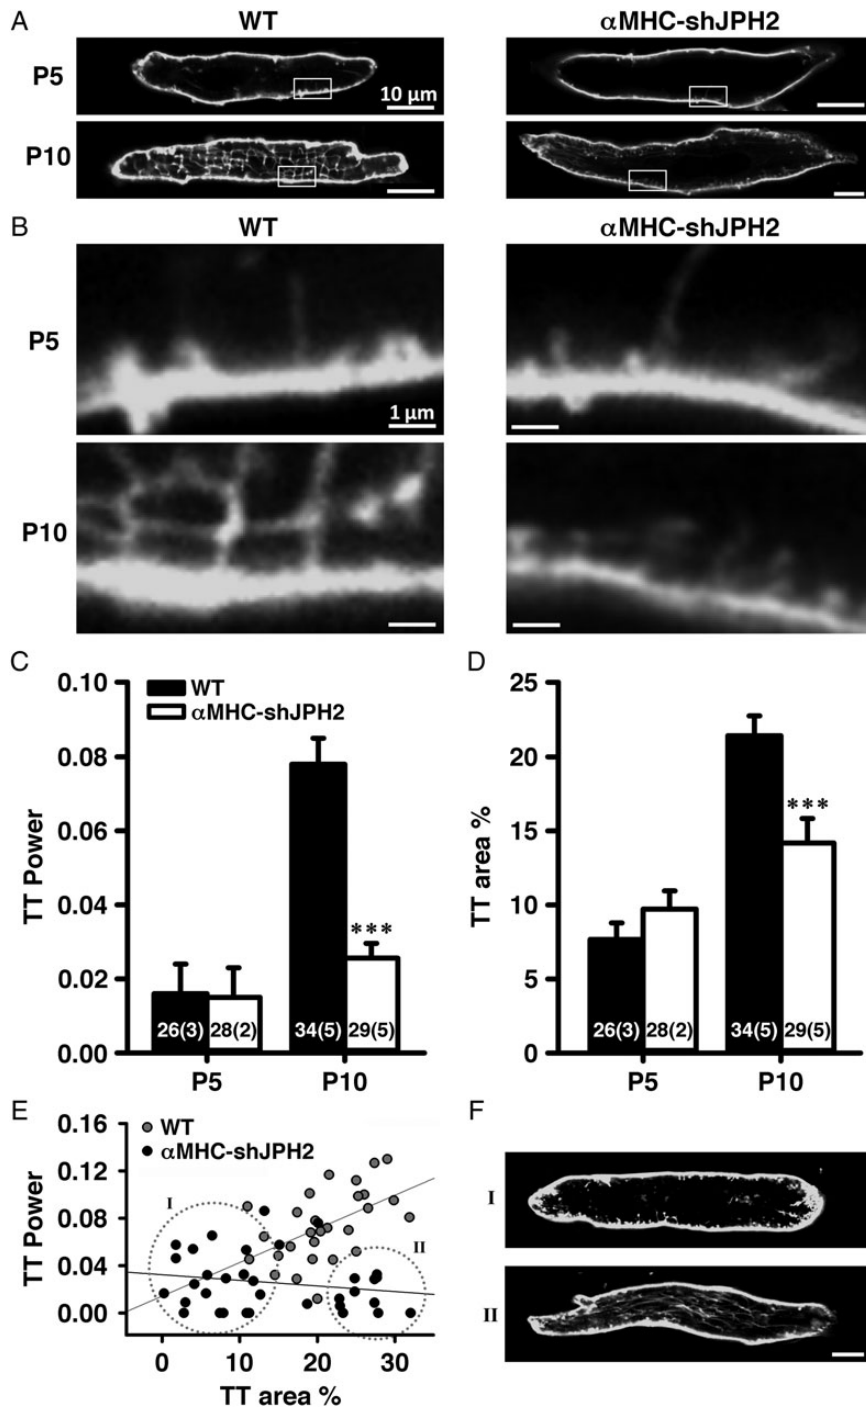 A
WT
αMHC-shJPH2
P5
10 µm
P10
B
WT
αMHC-shJPH2
P5
1 µm
P10
C
TT Power
0.10
0.08
0.06
0.04
0.02
0.00
WT
αMHC-shJPH2
***
26(3) 28(2) 34(5) 29(5)
P5 P10
D
TT area %
25
20
15
10
5
0
***
26(3) 28(2) 34(5) 29(5)
P5 P10
E
TT Power
0.16
0.12
0.08
0.04
0.00
WT
αMHC-shJPH2
I
II
0 10 20 30
TT area %
F
I
II